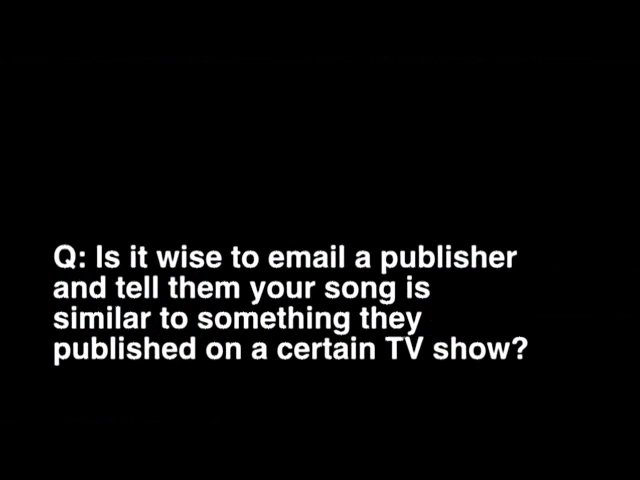 Q: Is it wise to email a publisher
and tell them your song is
similar to something they
published on a certain TV show?